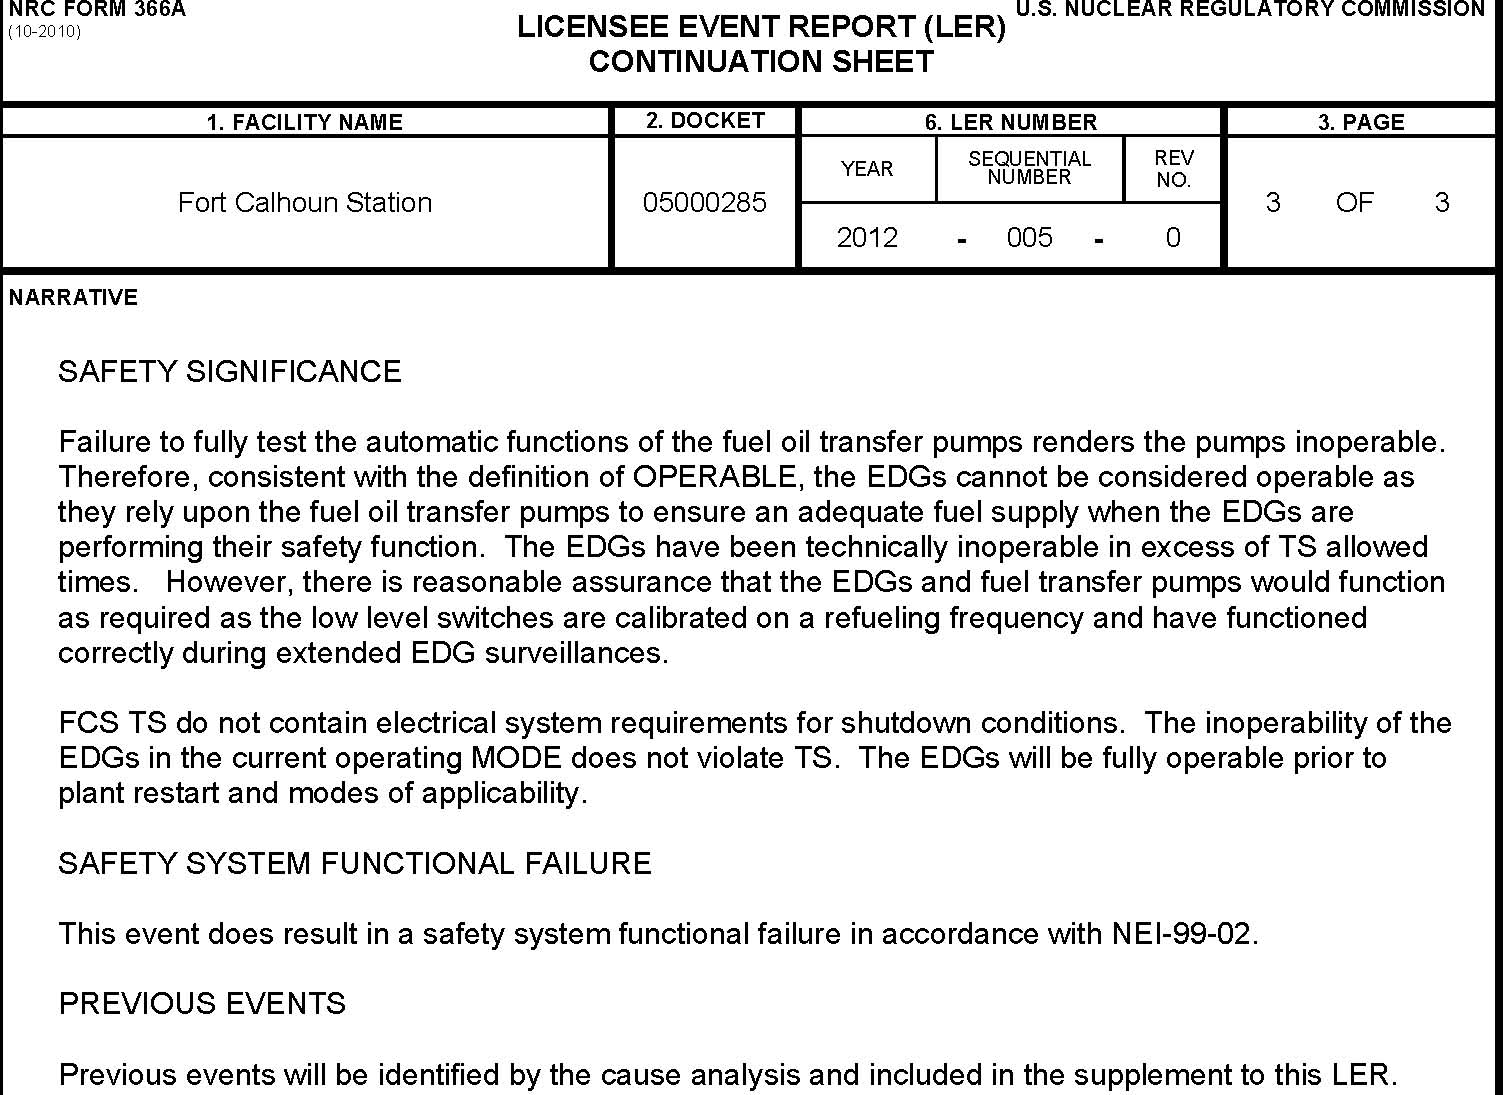 NRC FORM 366A
(10-2010)
U.S. NUCLEAR REGULATORY COMMISSION
LICENSEE EVENT REPORT (LER)
CONTINUATION SHEET
1. FACILITY NAME
2. DOCKET
6. LER NUMBER
3. PAGE
Fort Calhoun Station
05000285
YEAR
SEQUENTIAL
NUMBER
REV
NO.
2012 - 005 - 0
3 OF 3
NARRATIVE
SAFETY SIGNIFICANCE
Failure to fully test the automatic functions of the fuel oil transfer pumps renders the pumps inoperable.
Therefore, consistent with the definition of OPERABLE, the EDGs cannot be considered operable as
they rely upon the fuel oil transfer pumps to ensure an adequate fuel supply when the EDGs are
performing their safety function. The EDGs have been technically inoperable in excess of TS allowed
times. However, there is reasonable assurance that the EDGs and fuel transfer pumps would function
as required as the low level switches are calibrated on a refueling frequency and have functioned
correctly during extended EDG surveillances.
FCS TS do not contain electrical system requirements for shutdown conditions. The inoperability of the
EDGs in the current operating MODE does not violate TS. The EDGs will be fully operable prior to
plant restart and modes of applicability.
SAFETY SYSTEM FUNCTIONAL FAILURE
This event does result in a safety system functional failure in accordance with NEI-99-02.
PREVIOUS EVENTS
Previous events will be identified by the cause analysis and included in the supplement to this LER.